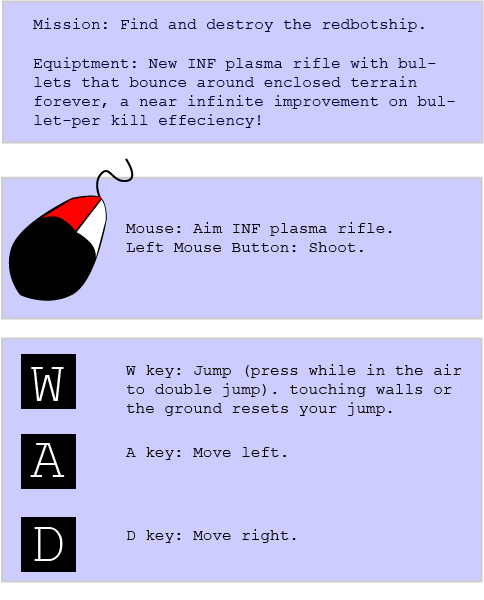 Mission: Find and destroy the redbotship.
Equiptment: New INF plasma rifle with bul-
lets that bounce around enclosed terrain
forever, a near infinite improvement on bul-
let-per kill effeciency!
Mouse: Aim INF plasma rifle.
Left Mouse Button: Shoot.
W
W key: Jump (press while in the air
to double jump). touching walls or
the ground resets your jump.
A
A key: Move left.
D
D key: Move right.